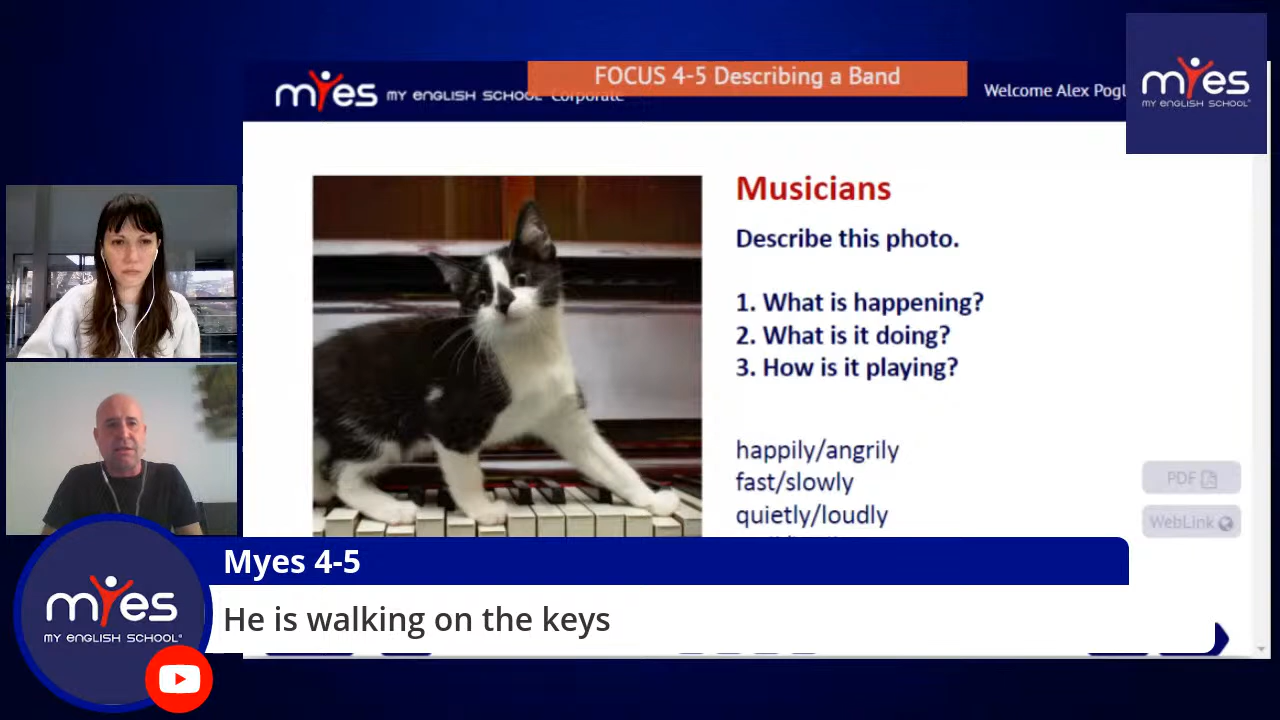 FOCUS 4-5 Describing a Band
myes MY ENGLISH SCHOOL® Corporate
Welcome Alex Pogl
myes
MY ENGLISH SCHOOL®
Musicians
Describe this photo.
1. What is happening?
2. What is it doing?
3. How is it playing?
happily/angrily
fast/slowly
quietly/loudly
PDF
WebLink
Myes 4-5
He is walking on the keys
myes
MY ENGLISH SCHOOL®